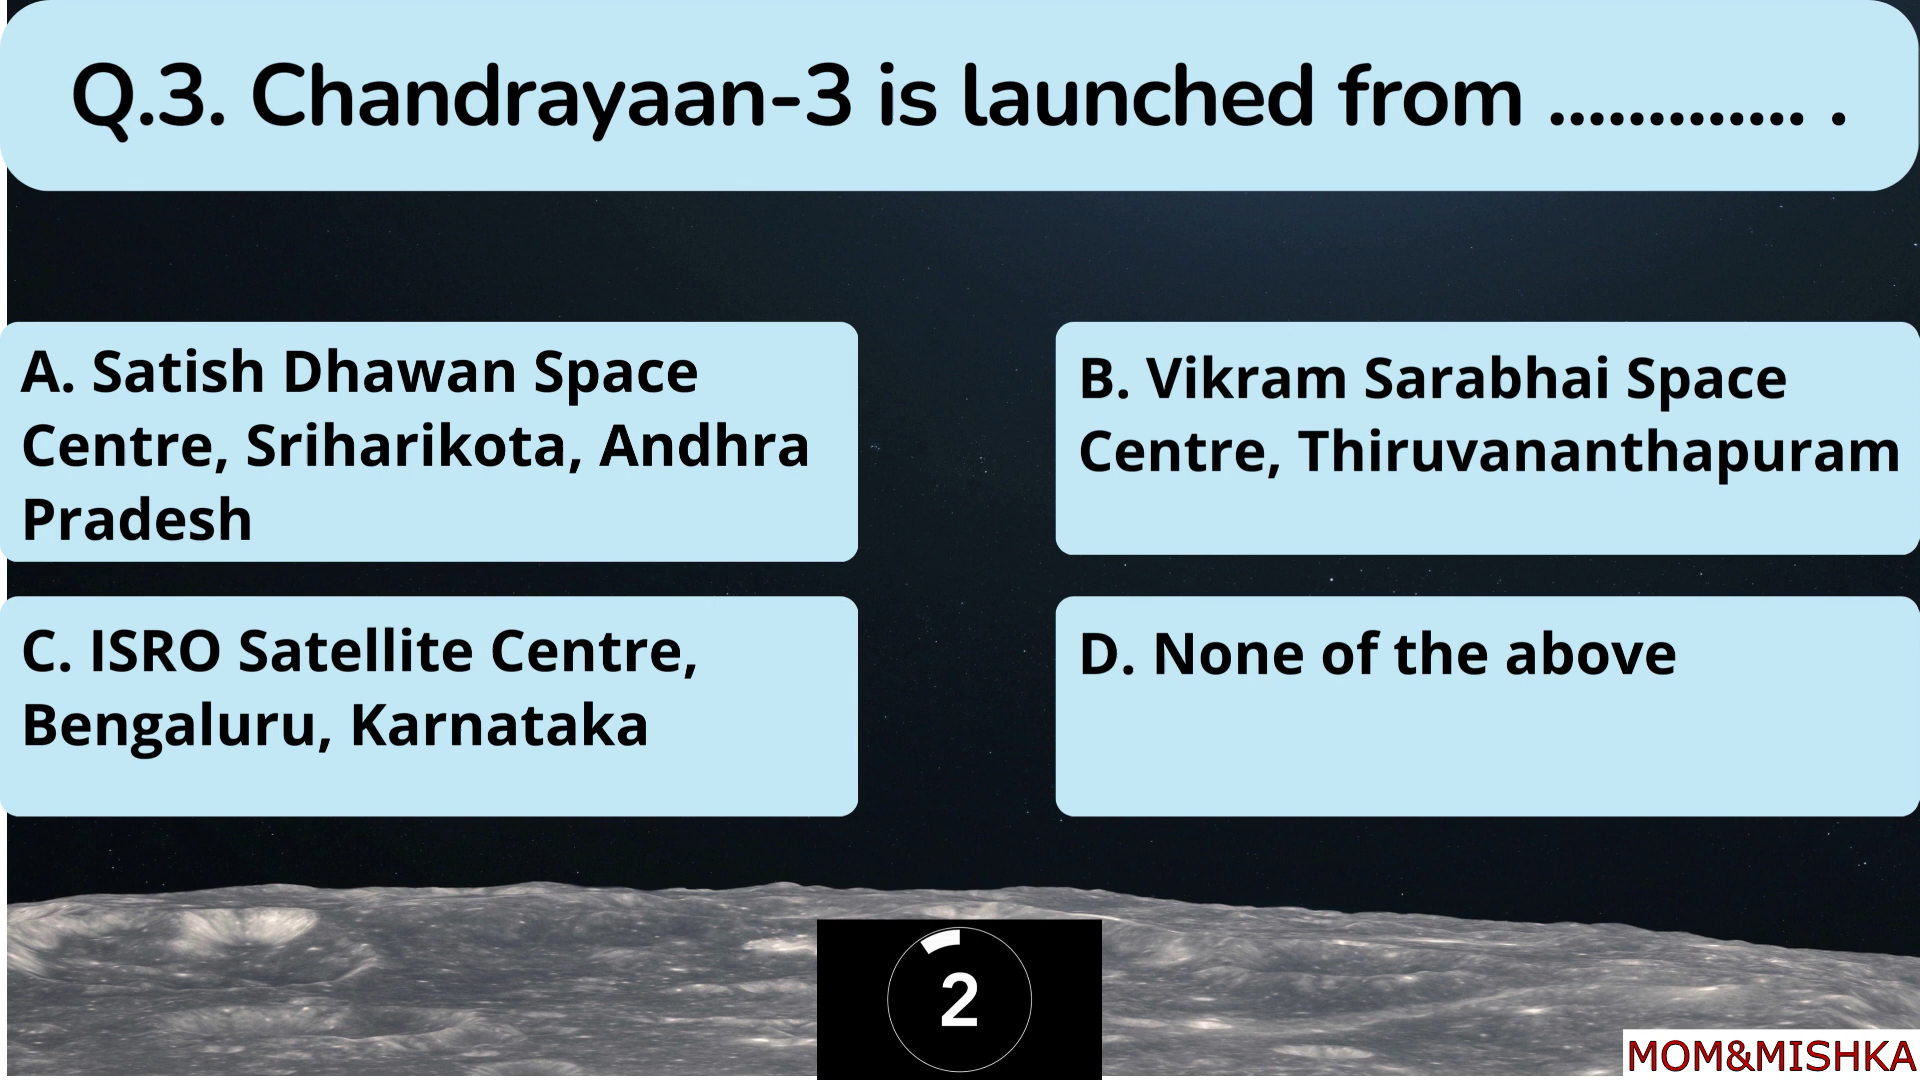 Q.3. Chandrayaan-3 is launched from ............. .
A. Satish Dhawan Space
Centre, Sriharikota, Andhra
Pradesh
B. Vikram Sarabhai Space
Centre, Thiruvananthapuram
C. ISRO Satellite Centre,
Bengaluru, Karnataka
D. None of the above
2
MOM&MISHKA